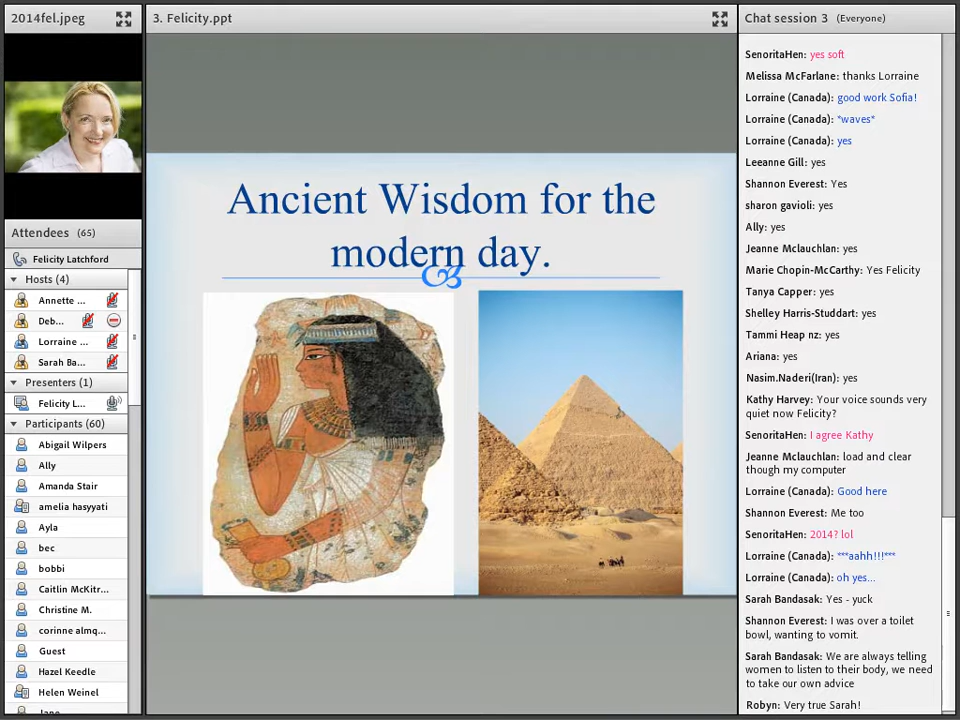 2014fel.jpeg
3. Felicity.ppt
Chat session 3 (Everyone)
Attendees (65)
Felicity Latchford
Hosts (4)
Annette ...
Deb...
Lorraine ...
Sarah Ba...
Presenters (1)
Felicity L...
Participants (60)
Abigail Wilpers
Ally
Amanda Stair
amelia hasyyati
Ayla
bec
bobbi
Caitlin McKitr...
Christine M.
corinne almq...
Guest
Hazel Keedle
Helen Weinel
Ancient Wisdom for the
modern day.
SenoritaHen: yes soft
Melissa McFarlane: thanks Lorraine
Lorraine (Canada): good work Sofia!
Lorraine (Canada): *waves*
Lorraine (Canada): yes
Leeanne Gill: yes
Shannon Everest: Yes
sharon gavioli: yes
Ally: yes
Jeanne Mclauchlan: yes
Marie Chopin-McCarthy: Yes Felicity
Tanya Capper: yes
Shelley Harris-Studdart: yes
Tammi Heap nz: yes
Ariana: yes
Nasim.Naderi(Iran): yes
Kathy Harvey: Your voice sounds very
quiet now Felicity?
SenoritaHen: I agree Kathy
Jeanne Mclauchlan: load and clear
though my computer
Lorraine (Canada): Good here
Shannon Everest: Me too
SenoritaHen: 2014? lol
Lorraine (Canada): ***aahh!!!***
Lorraine (Canada): oh yes...
Sarah Bandasak: Yes - yuck
Shannon Everest: I was over a toilet
bowl, wanting to vomit.
Sarah Bandasak: We are always telling
women to listen to their body, we need
to take our own advice
Robyn: Very true Sarah!